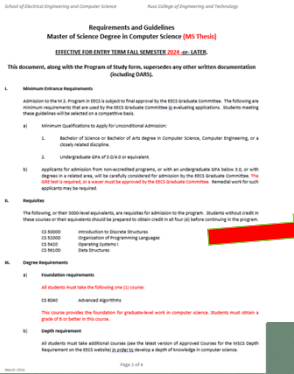 School of Electrical Engineering and Computer Science Russ College of Engineering and Technology
Requirements and Guidelines
Master of Science Degree in Computer Science (MS Thesis)
EFFECTIVE FOR ENTRY TERM FALL SEMESTER 2024 -or- LATER.
This document, along with the Program of Study form, supersedes any other written documentation
(including DARS).
I. Minimum Entrance Requirements
Admission to the M.S. Program in EECS is subject to final approval by the EECS Graduate Committee. The following are
minimum requirements that are used by the EECS Graduate Committee in evaluating applications. Students meeting
these guidelines will be selected on a competitive basis.
a) Minimum Qualifications to Apply for Unconditional Admission:
1. Bachelor of Science or Bachelor of Arts degree in Computer Science, Computer Engineering, or a
closely related discipline.
2. Undergraduate GPA of 3.0/4.0 or equivalent.
b) Applicants for admission from non-accredited programs, or with an undergraduate GPA below 3.0, or with
degrees in a related area, will be carefully considered for admission by the EECS Graduate Committee. The
GRE test is required, or a waiver must be approved by the EECS Graduate Committee. Remedial work for such
applicants may be required.
II. Requisites
The following, or their 3000-level equivalents, are requisites for admission to the program. Students without credit in
these courses or their equivalents should be prepared to obtain credit in all four (4) before continuing in the program.
CS Introduction to Discrete Structures
CS Organization of Programming Languages
CS Operating Systems I
CS Data Structures
III. Degree Requirements
a) Foundation requirements
All students must take the following one (1) course:
CS Advanced Algorithms
This course provides the foundation for graduate-level work in computer science. Students must obtain a
grade of B or better in this course.
b) Depth requirement
All students must take additional courses (see the latest version of Approved Courses for the MSCS Depth
Requirement on the EECS website) in order to develop a depth of knowledge in computer science.
Page 1 of 4
March